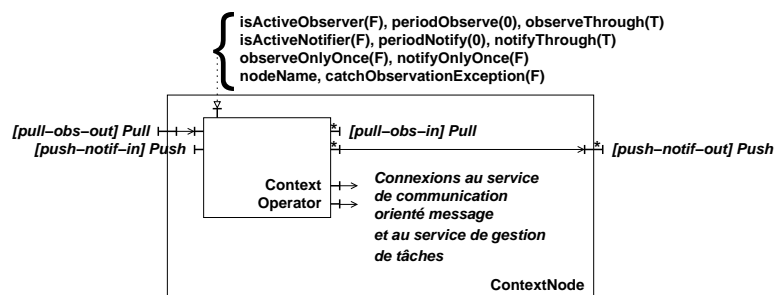 isActiveObserver(F), periodObserve(0), observeThrough(T)
isActiveNotifier(F), periodNotify(0), notifyThrough(T)
observeOnlyOnce(F), notifyOnlyOnce(F)
nodeName, catchObservationException(F)
[pull–obs–out] Pull * [pull–obs–in] Pull
[push–notif–in] Push * * [push–notif–out] Push
Context
Operator
Connexions au service
de communication
orienté message
et au service de gestion
de tâches
ContextNode